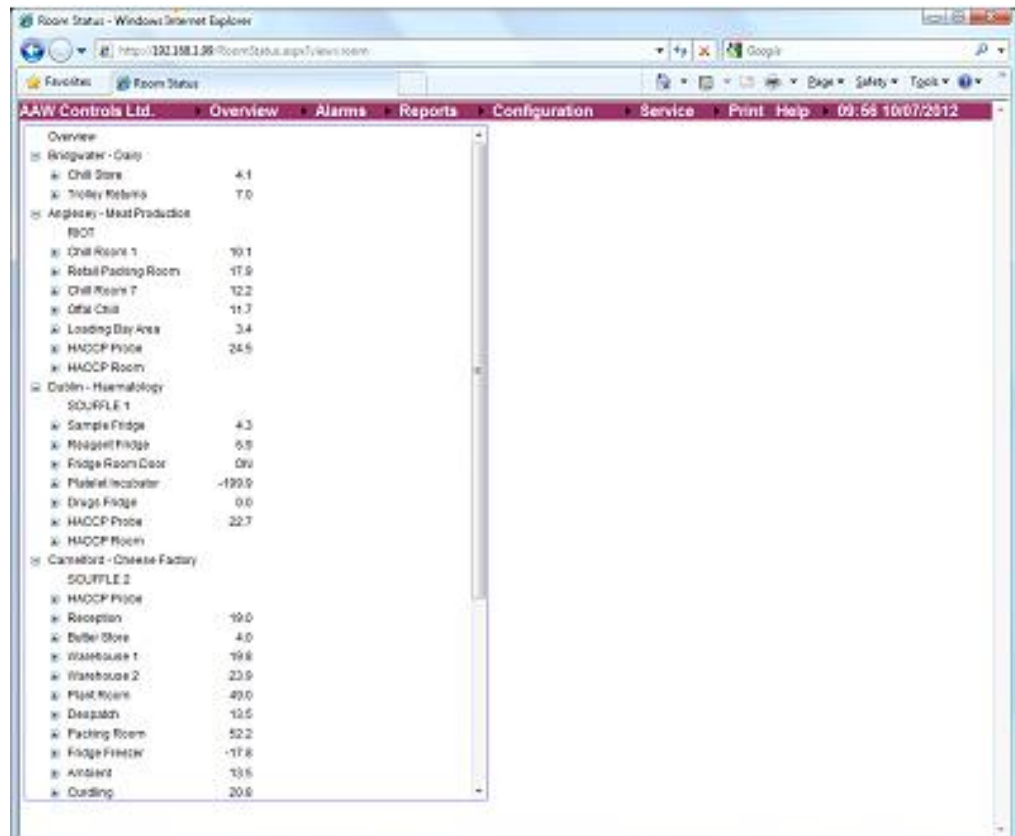 Room Status - Windows Internet Explorer
Google
Favorites Room Status
Page Safety Tools
AAW Controls Ltd. Overview Alarms Reports Configuration Service Print Help 09:56 10/07/2012
Overview
Bridgwater - Dairy
Chill Store 4.1
Trolley Returns 7.0
Anglesey - Meat Production
RIOT
Chill Room 1 10.1
Retail Packing Room 17.9
Chill Room 7 12.2
Offal Chill 11.7
Loading Bay Area 3.4
HACCP Probe 24.5
HACCP Room
Dublin - Haematology
SOUFFLE 1
Sample Fridge 4.3
Reagent Fridge 6.9
Fridge Room Door ON
Platelet Incubator -199.9
Drugs Fridge 0.0
HACCP Probe 22.7
HACCP Room
Camelford - Cheese Factory
SOUFFLE 2
HACCP Probe
Reception 19.0
Butter Store 4.0
Warehouse 1 19.8
Warehouse 2 23.9
Plant Room 49.0
Despatch 13.5
Packing Room 52.2
Fridge Freezer -17.8
Ambient 13.5
Curdling 20.8